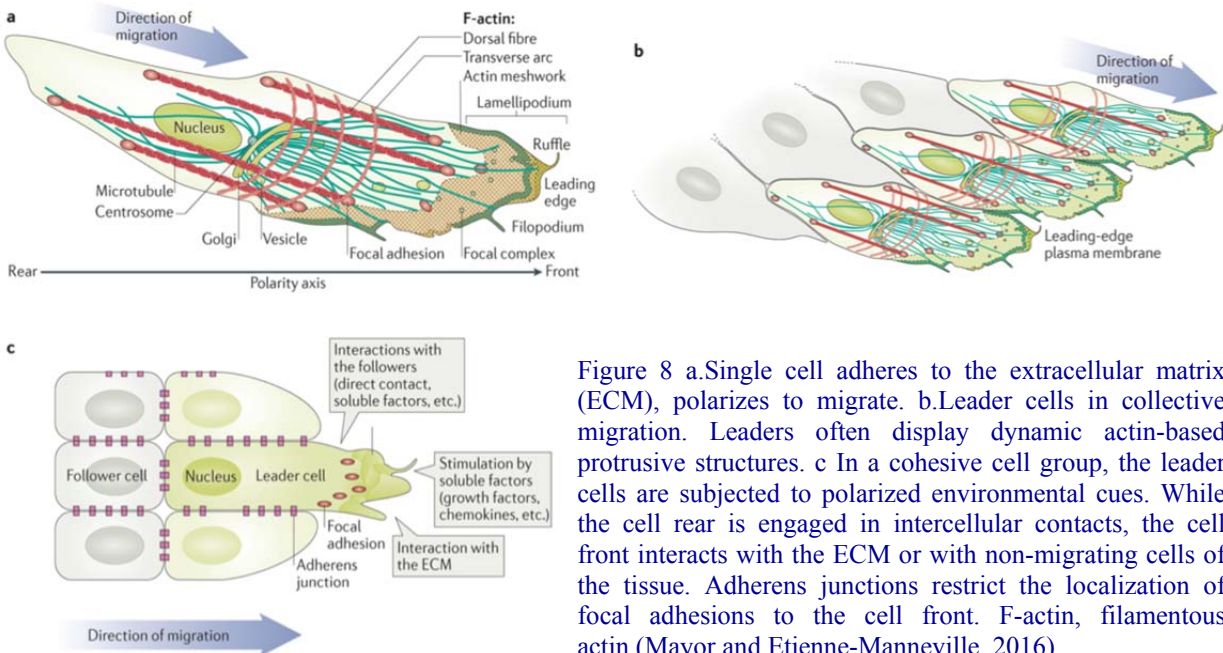 a
Direction of
migration
F-actin:
Dorsal fibre
Transverse arc
Actin meshwork
Lamellipodium
Nucleus
Ruffle
Leading
edge
Microtubule
Centrosome
Filopodium
Golgi
Vesicle
Focal adhesion
Focal complex
Rear
Front
Polarity axis
b
Direction of
migration
Leading-edge
plasma membrane
c
Interactions with
the followers
(direct contact,
soluble factors, etc.)
Follower cell
Nucleus
Leader cell
Stimulation by
soluble factors
(growth factors,
chemokines, etc.)
Focal
adhesion
Interaction with
the ECM
Adherens
junction
Direction of migration
Figure 8 a.Single cell adheres to the extracellular matrix
(ECM), polarizes to migrate. b.Leader cells in collective
migration. Leaders often display dynamic actin-based
protrusive structures. c In a cohesive cell group, the leader
cells are subjected to polarized environmental cues. While
the cell rear is engaged in intercellular contacts, the cell
front interacts with the ECM or with non-migrating cells of
the tissue. Adherens junctions restrict the localization of
focal adhesions to the cell front. F-actin, filamentous
actin (Mayor and Etienne-Manneville, 2016)